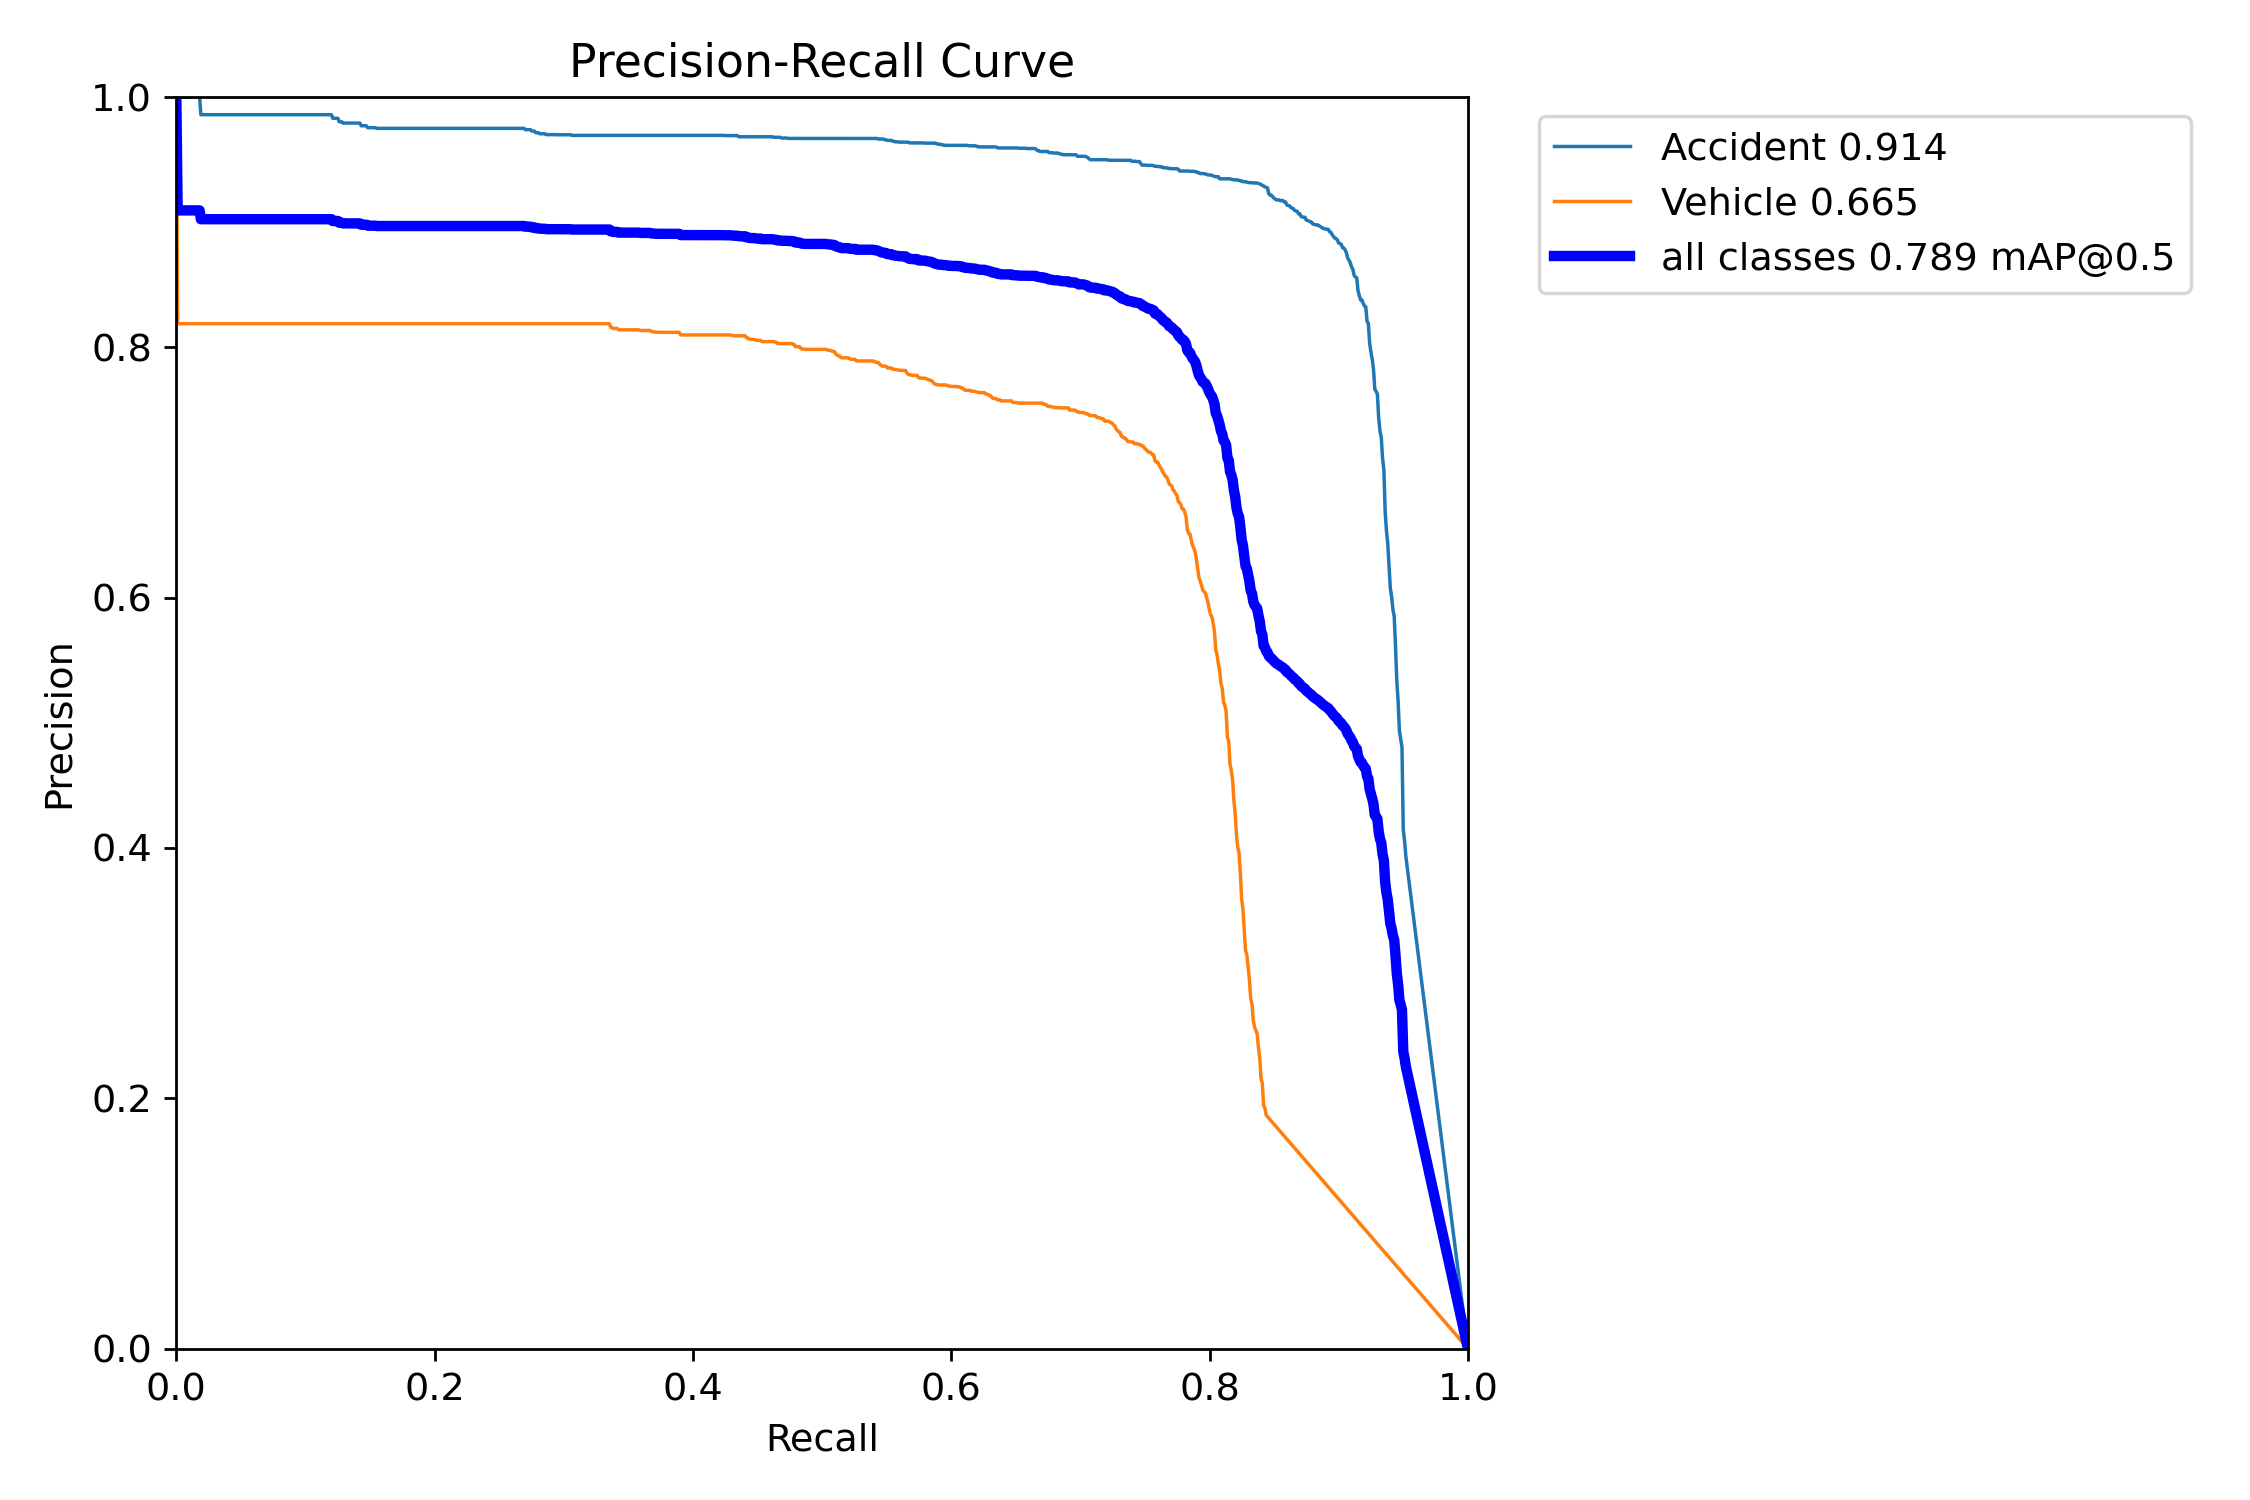 Precision-Recall Curve
1.0
0.8
0.6
0.4
0.2
0.0
Precision
0.0 0.2 0.4 0.6 0.8 1.0
Recall
Accident 0.914
Vehicle 0.665
all classes 0.789 mAP@0.5